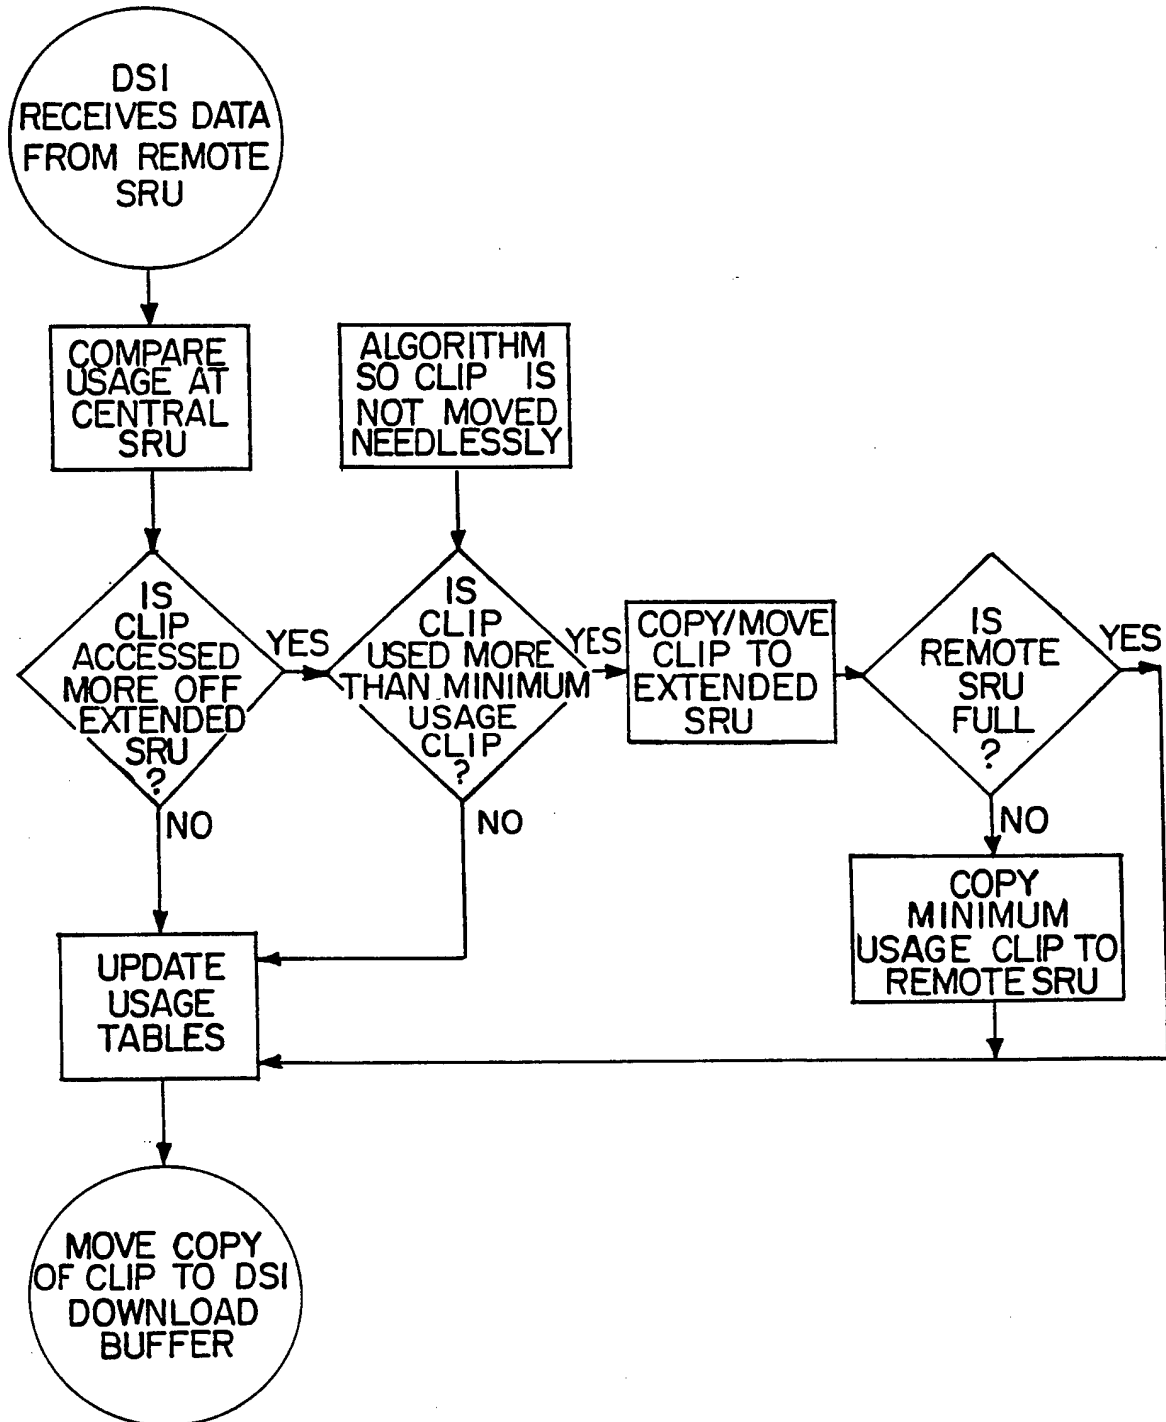 DSI
RECEIVES DATA
FROM REMOTE
SRU
COMPARE
USAGE AT
CENTRAL
SRU
ALGORITHM
SO CLIP IS
NOT MOVED
NEEDLESSLY
IS
CLIP
ACCESSED
MORE OFF
EXTENDED
SRU
?
YES
NO
IS
CLIP
USED MORE
THAN MINIMUM
USAGE
CLIP
?
YES
NO
COPY/MOVE
CLIP TO
EXTENDED
SRU
IS
REMOTE
SRU
FULL
?
YES
NO
COPY
MINIMUM
USAGE CLIP TO
REMOTE SRU
UPDATE
USAGE
TABLES
MOVE COPY
OF CLIP TO DSI
DOWNLOAD
BUFFER